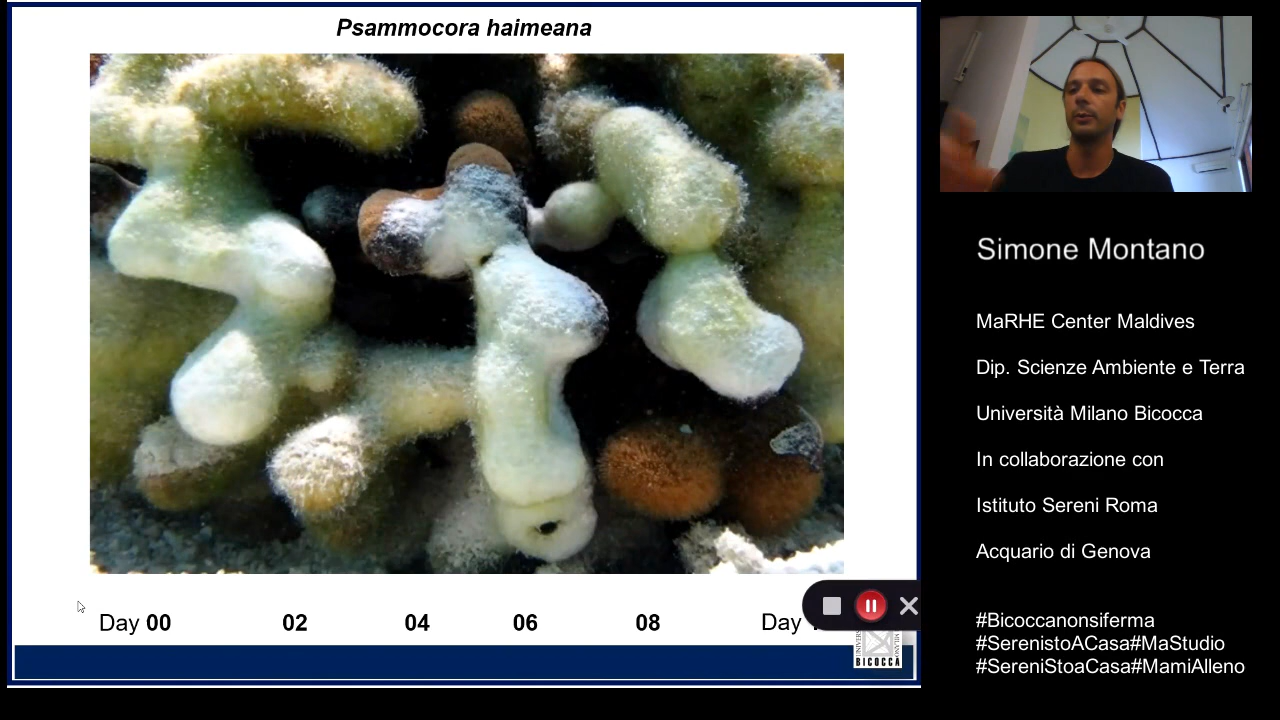 Psammocora haimeana
Day 00 02 04 06 08 Day
BICOCCA
Simone Montano
MaRHE Center Maldives
Dip. Scienze Ambiente e Terra
Università Milano Bicocca
In collaborazione con
Istituto Sereni Roma
Acquario di Genova
#Bicoccanonsiferma
#SerenistoACasa#MaStudio
#SereniStoaCasa#MamiAlleno